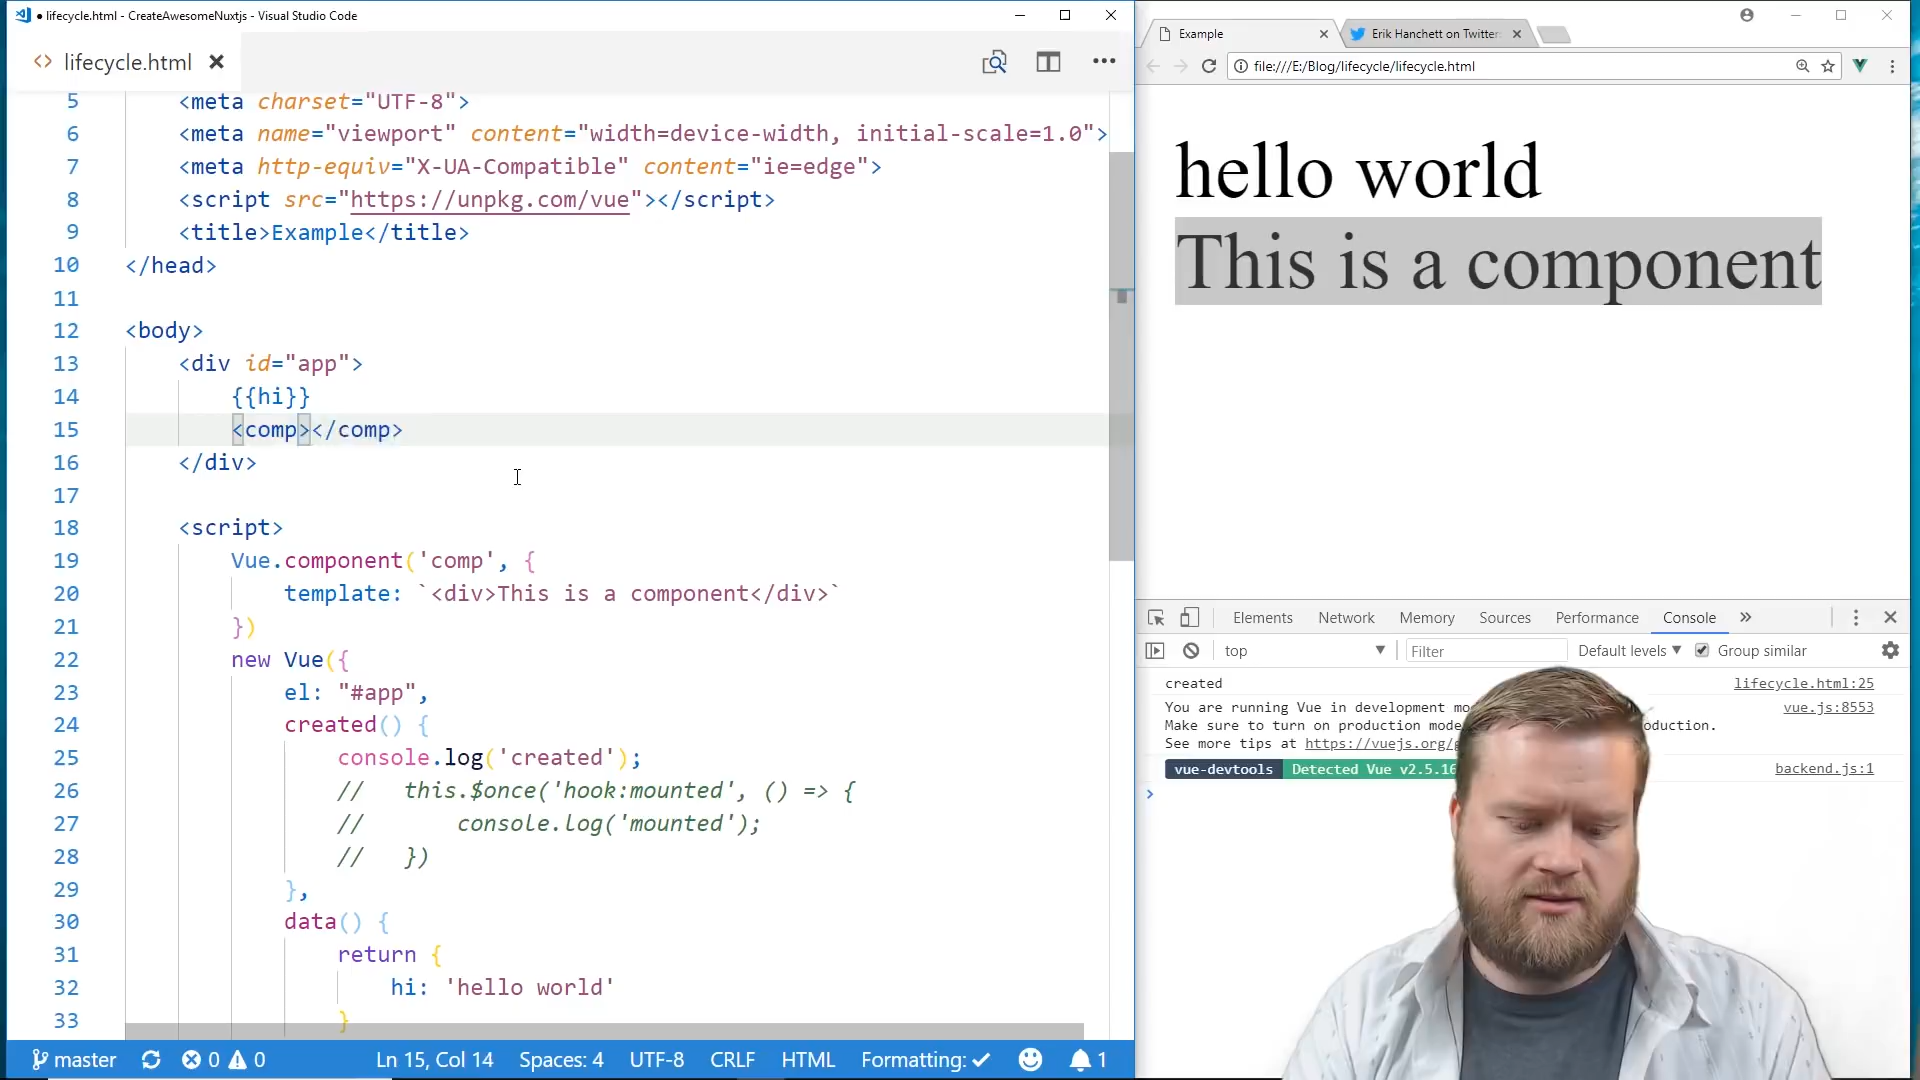 lifecycle.html - CreateAwesomeNuxtjs - Visual Studio Code
lifecycle.html
5 <meta charset="UTF-8">
6 <meta name="viewport" content="width=device-width, initial-scale=1.0">
7 <meta http-equiv="X-UA-Compatible" content="ie=edge">
8 <script src="https://unpkg.com/vue"></script>
9 <title>Example</title>
10 </head>
11
12 <body>
13 <div id="app">
14 {{hi}}
15 <comp></comp>
16 </div>
17
18 <script>
19 Vue.component('comp', {
20 template: `<div>This is a component</div>`
21 })
22 new Vue({
23 el: "#app",
24 created() {
25 console.log('created');
26 // this.$once('hook:mounted', () => {
27 // console.log('mounted');
28 // })
29 },
30 data() {
31 return {
32 hi: 'hello world'
33 }
master 0 0 Ln 15, Col 14 Spaces: 4 UTF-8 CRLF HTML Formatting: 1
Example
Erik Hanchett on Twitter:
file:///E:/Blog/lifecycle/lifecycle.html
hello world
This is a component
Elements Network Memory Sources Performance Console
top Filter Default levels Group similar
created lifecycle.html:25
You are running Vue in development vue.js:8553
Make sure to turn on production mode
See more tips at https://vuejs.org/
vue-devtools Detected Vue v2.5.16 backend.js:1